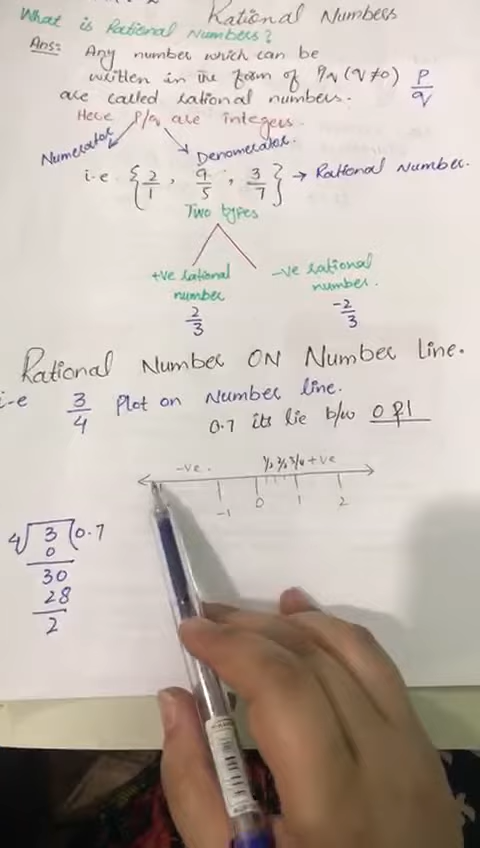 Rational Numbers
What is Rational Numbers?
Ans: Any number which can be
written in the form of p/q (q≠0) P/q
are called rational numbers.
Here P/q are integers.
Numerator Denomerator.
i.e {2/1, 9/5, 3/7} → Rational Number.
Two types
+ve rational number 2/3
-ve rational number. -2/3
Rational Number ON Number line.
i-e 3/4 Plot on Number line.
0.7 its lie b/w 0 & 1
-ve. +ve
-1 0 1 2
4 3 0.7
0
30
28
2